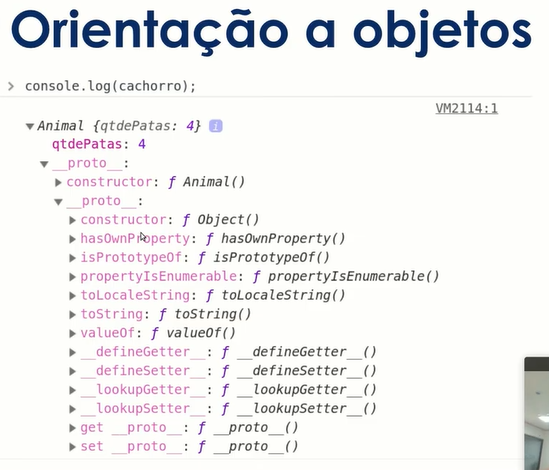 Orientação a objetos
> console.log(cachorro);
VM2114:1
▼Animal {qtdePatas: 4} i
qtdePatas: 4
▼__proto__:
▶constructor: ƒ Animal()
▼__proto__:
▶constructor: ƒ Object()
▶hasOwnProperty: ƒ hasOwnProperty()
▶isPrototypeOf: ƒ isPrototypeOf()
▶propertyIsEnumerable: ƒ propertyIsEnumerable()
▶toLocaleString: ƒ toLocaleString()
▶toString: ƒ toString()
▶valueOf: ƒ valueOf()
▶__defineGetter__: ƒ __defineGetter__()
▶__defineSetter__: ƒ __defineSetter__()
▶__lookupGetter__: ƒ __lookupGetter__()
▶__lookupSetter__: ƒ __lookupSetter__()
▶get __proto__: ƒ __proto__()
▶set __proto__: ƒ __proto__()